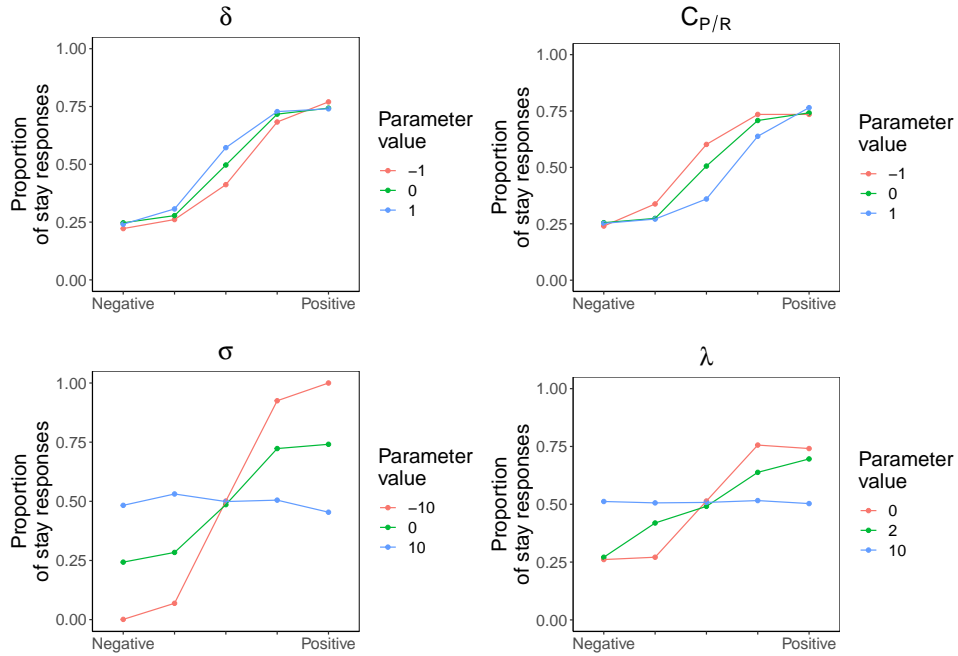 δ
1.00
0.75
0.50
0.25
0.00
Proportion
of stay responses
Negative
Positive
Parameter
value
−1
0
1
C P/R
1.00
0.75
0.50
0.25
0.00
Proportion
of stay responses
Negative
Positive
Parameter
value
−1
0
1
σ
1.00
0.75
0.50
0.25
0.00
Proportion
of stay responses
Negative
Positive
Parameter
value
−10
0
10
λ
1.00
0.75
0.50
0.25
0.00
Proportion
of stay responses
Negative
Positive
Parameter
value
0
2
10